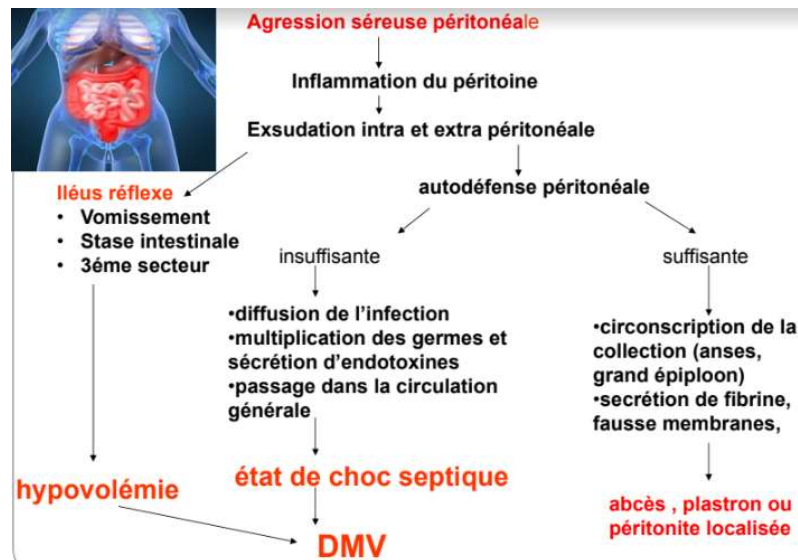 Agression séreuse péritonéale
Inflammation du péritoine
Exsudation intra et extra péritonéale
Iléus réflexe
• Vomissement
• Stase intestinale
• 3éme secteur
autodéfense péritonéale
insuffisante
suffisante
•diffusion de l’infection
•multiplication des germes et
sécrétion d’endotoxines
•passage dans la circulation
générale
•circonscription de la
collection (anses,
grand épiploon)
•secrétion de fibrine,
fausse membranes,
hypovolémie
état de choc septique
abcès , plastron ou
péritonite localisée
DMV